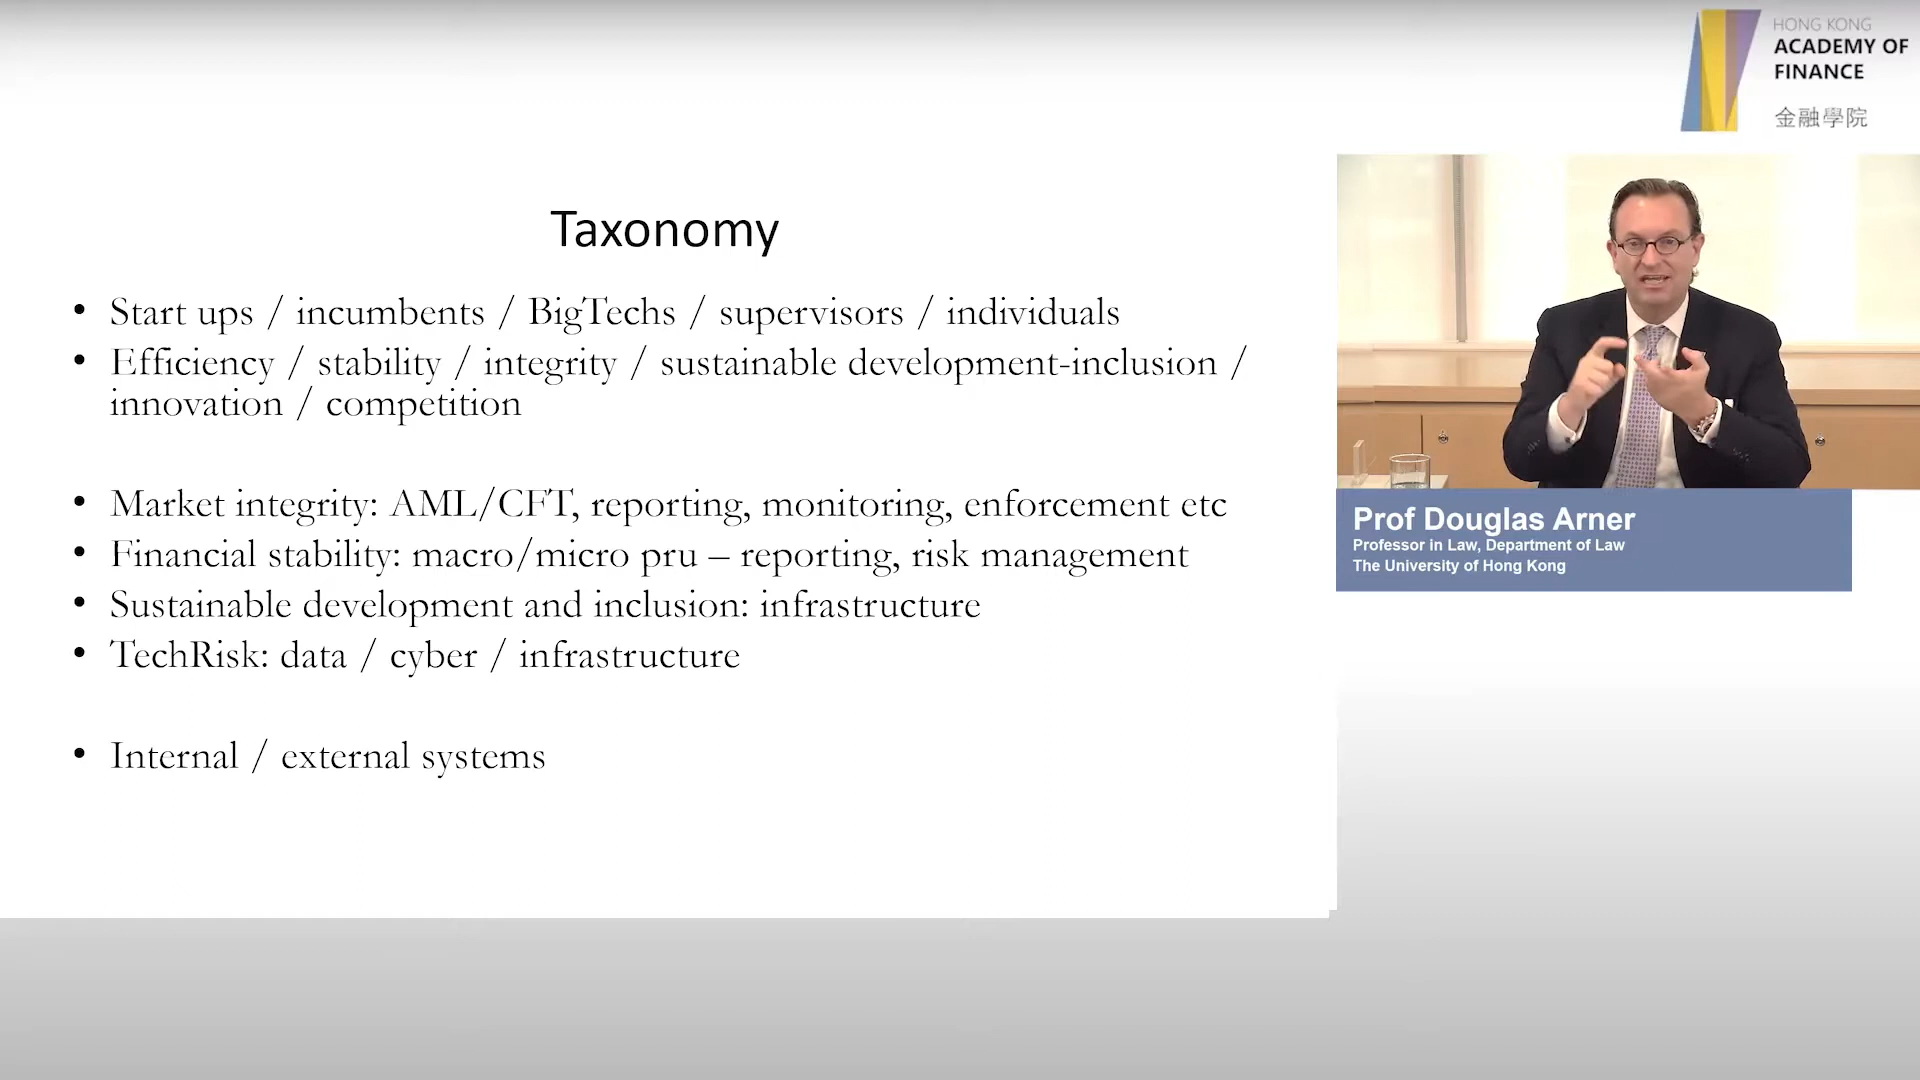 HONG KONG
ACADEMY OF
FINANCE
金融學院
Taxonomy
• Start ups / incumbents / BigTechs / supervisors / individuals
• Efficiency / stability / integrity / sustainable development-inclusion /
innovation / competition
• Market integrity: AML/CFT, reporting, monitoring, enforcement etc
• Financial stability: macro/micro pru – reporting, risk management
• Sustainable development and inclusion: infrastructure
• TechRisk: data / cyber / infrastructure
• Internal / external systems
Prof Douglas Arner
Professor in Law, Department of Law
The University of Hong Kong